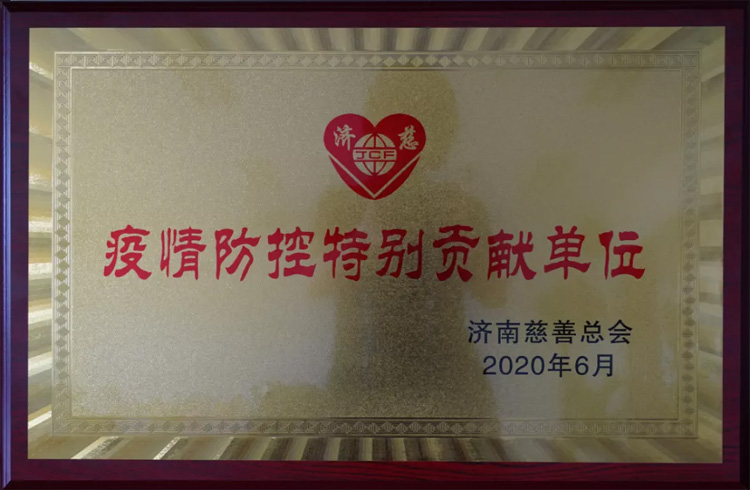 济 慈
JCF
疫情防控特别贡献单位
济南慈善总会
2020年6月